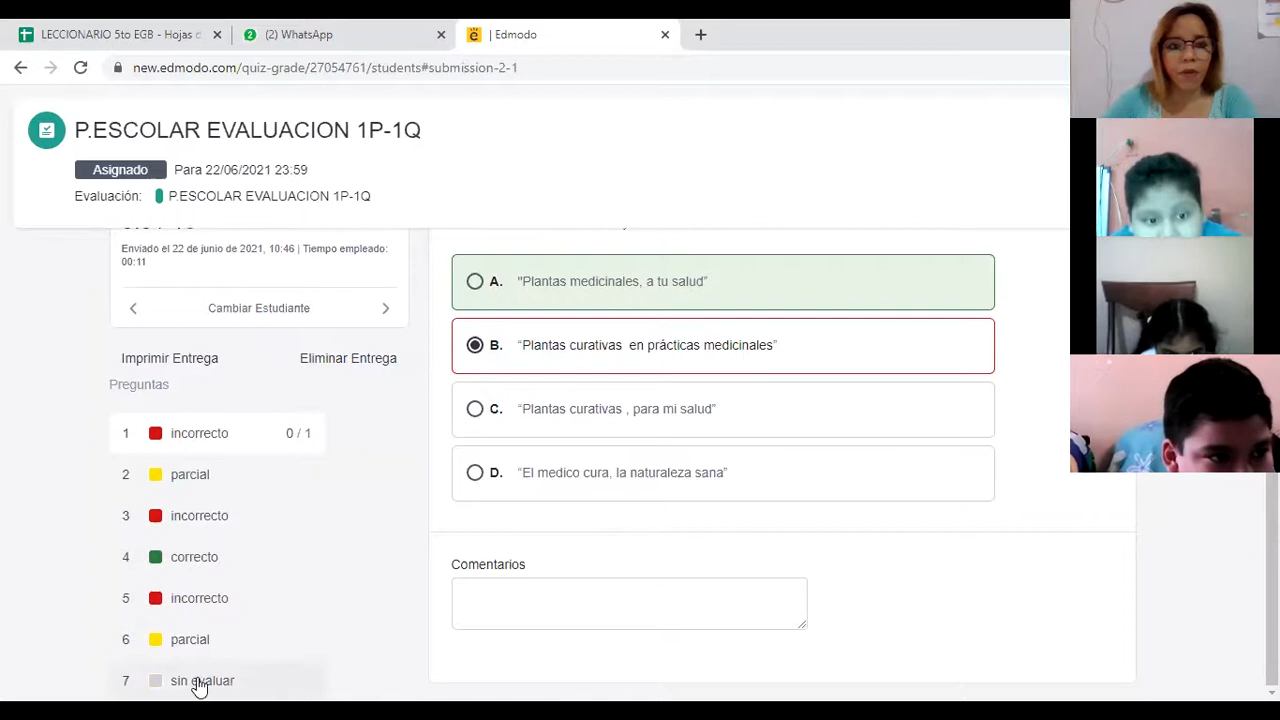 LECCIONARIO 5to EGB - Hojas
(2) WhatsApp
| Edmodo
new.edmodo.com/quiz-grade/27054761/students#submission-2-1
P.ESCOLAR EVALUACION 1P-1Q
Asignado Para 22/06/2021 23:59
Evaluación: P.ESCOLAR EVALUACION 1P-1Q
Enviado el 22 de junio de 2021, 10:46 | Tiempo empleado:
00:11
Cambiar Estudiante
Imprimir Entrega Eliminar Entrega
Preguntas
1 incorrecto 0 / 1
2 parcial
3 incorrecto
4 correcto
5 incorrecto
6 parcial
7 sin evaluar
A. "Plantas medicinales, a tu salud”
B. “Plantas curativas  en prácticas medicinales”
C. “Plantas curativas , para mi salud”
D. “El medico cura, la naturaleza sana”
Comentarios